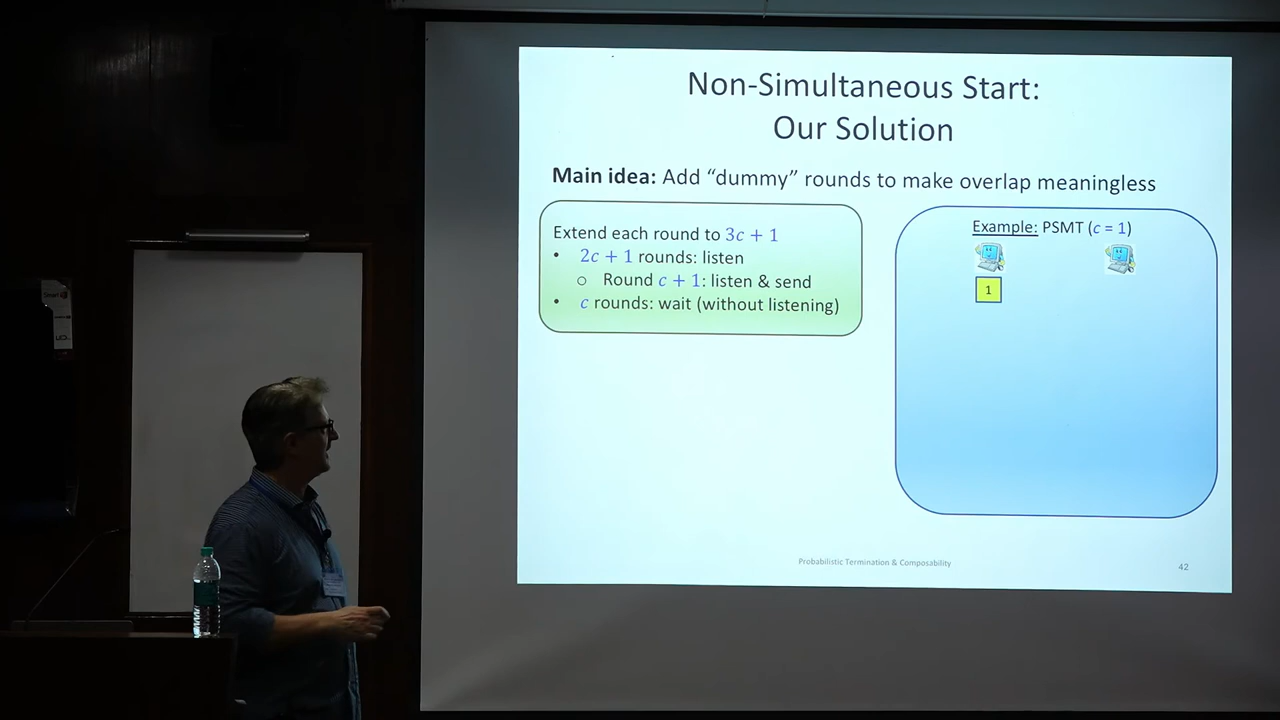 Non-Simultaneous Start:
Our Solution
Main idea: Add “dummy” rounds to make overlap meaningless
Extend each round to 3c + 1
• 2c + 1 rounds: listen
o Round c + 1: listen & send
• c rounds: wait (without listening)
Example: PSMT (c = 1)
1
Probabilistic Termination & Composability
42